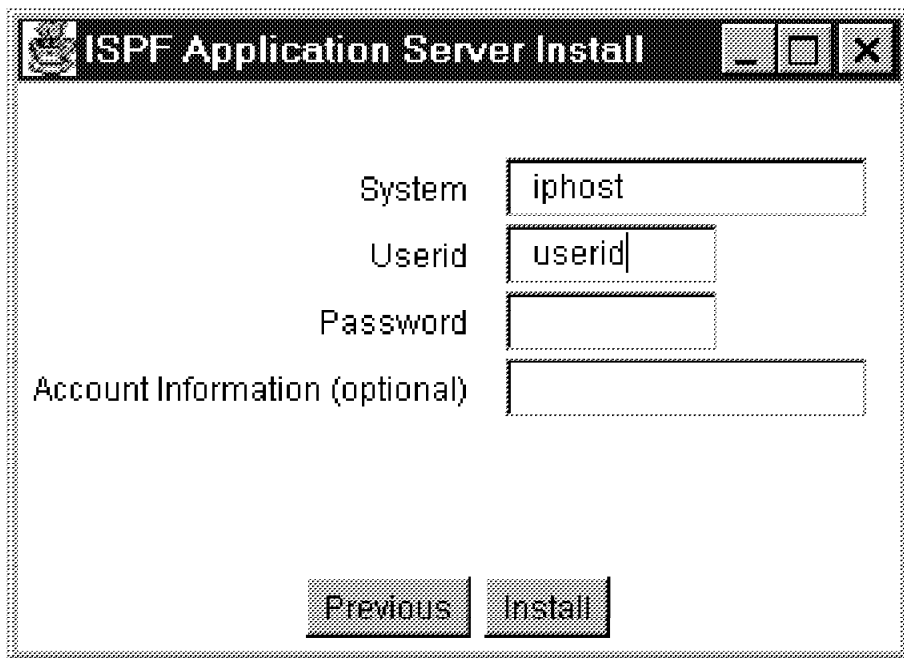 ISPF Application Server Install
System iphost
Userid userid
Password
Account Information (optional)
Previous Install